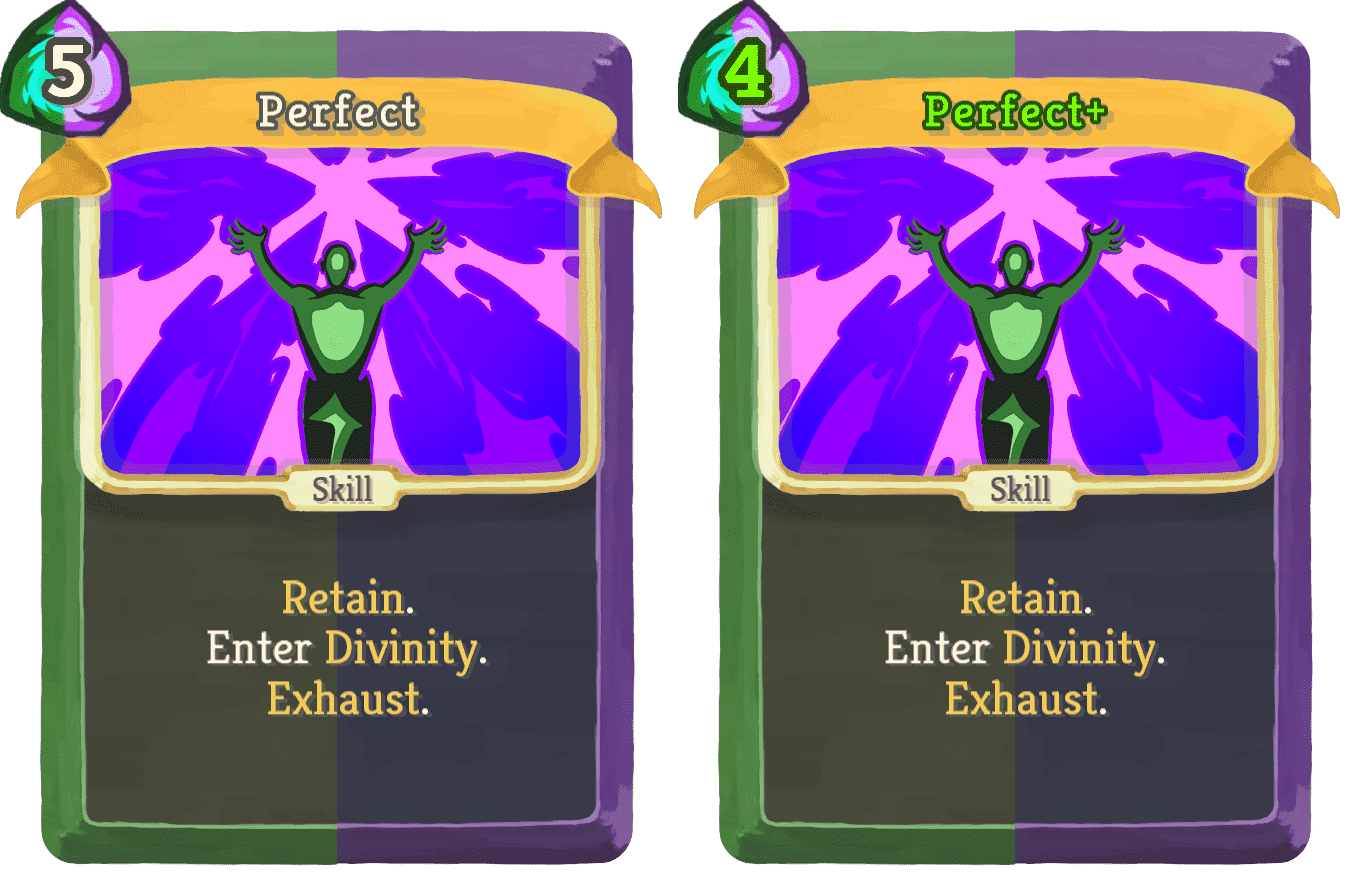 5
Perfect
Skill
Retain.
Enter Divinity.
Exhaust.
4
Perfect+
Skill
Retain.
Enter Divinity.
Exhaust.